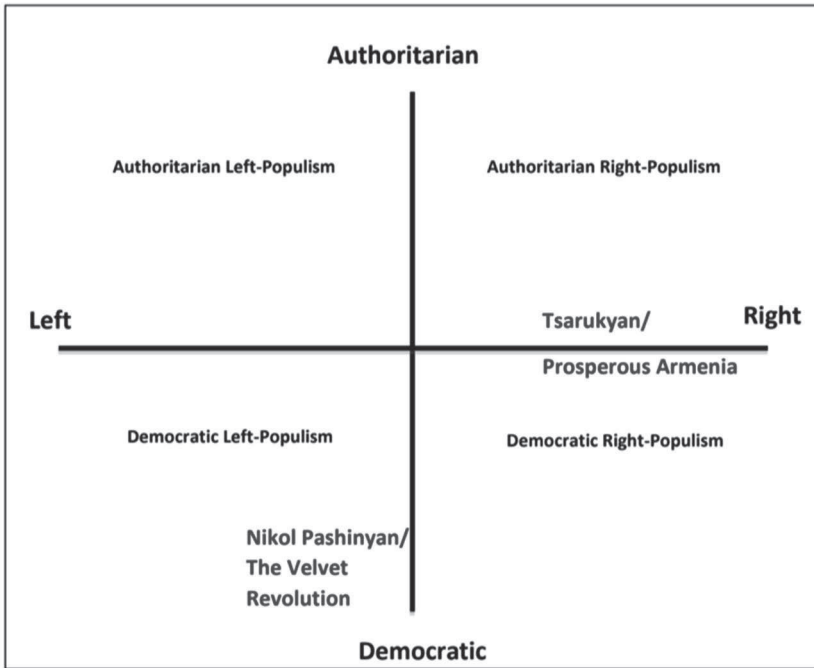 Authoritarian
Authoritarian Left-Populism
Authoritarian Right-Populism
Left
Tsarukyan/
Right
Prosperous Armenia
Democratic Left-Populism
Democratic Right-Populism
Nikol Pashinyan/
The Velvet
Revolution
Democratic